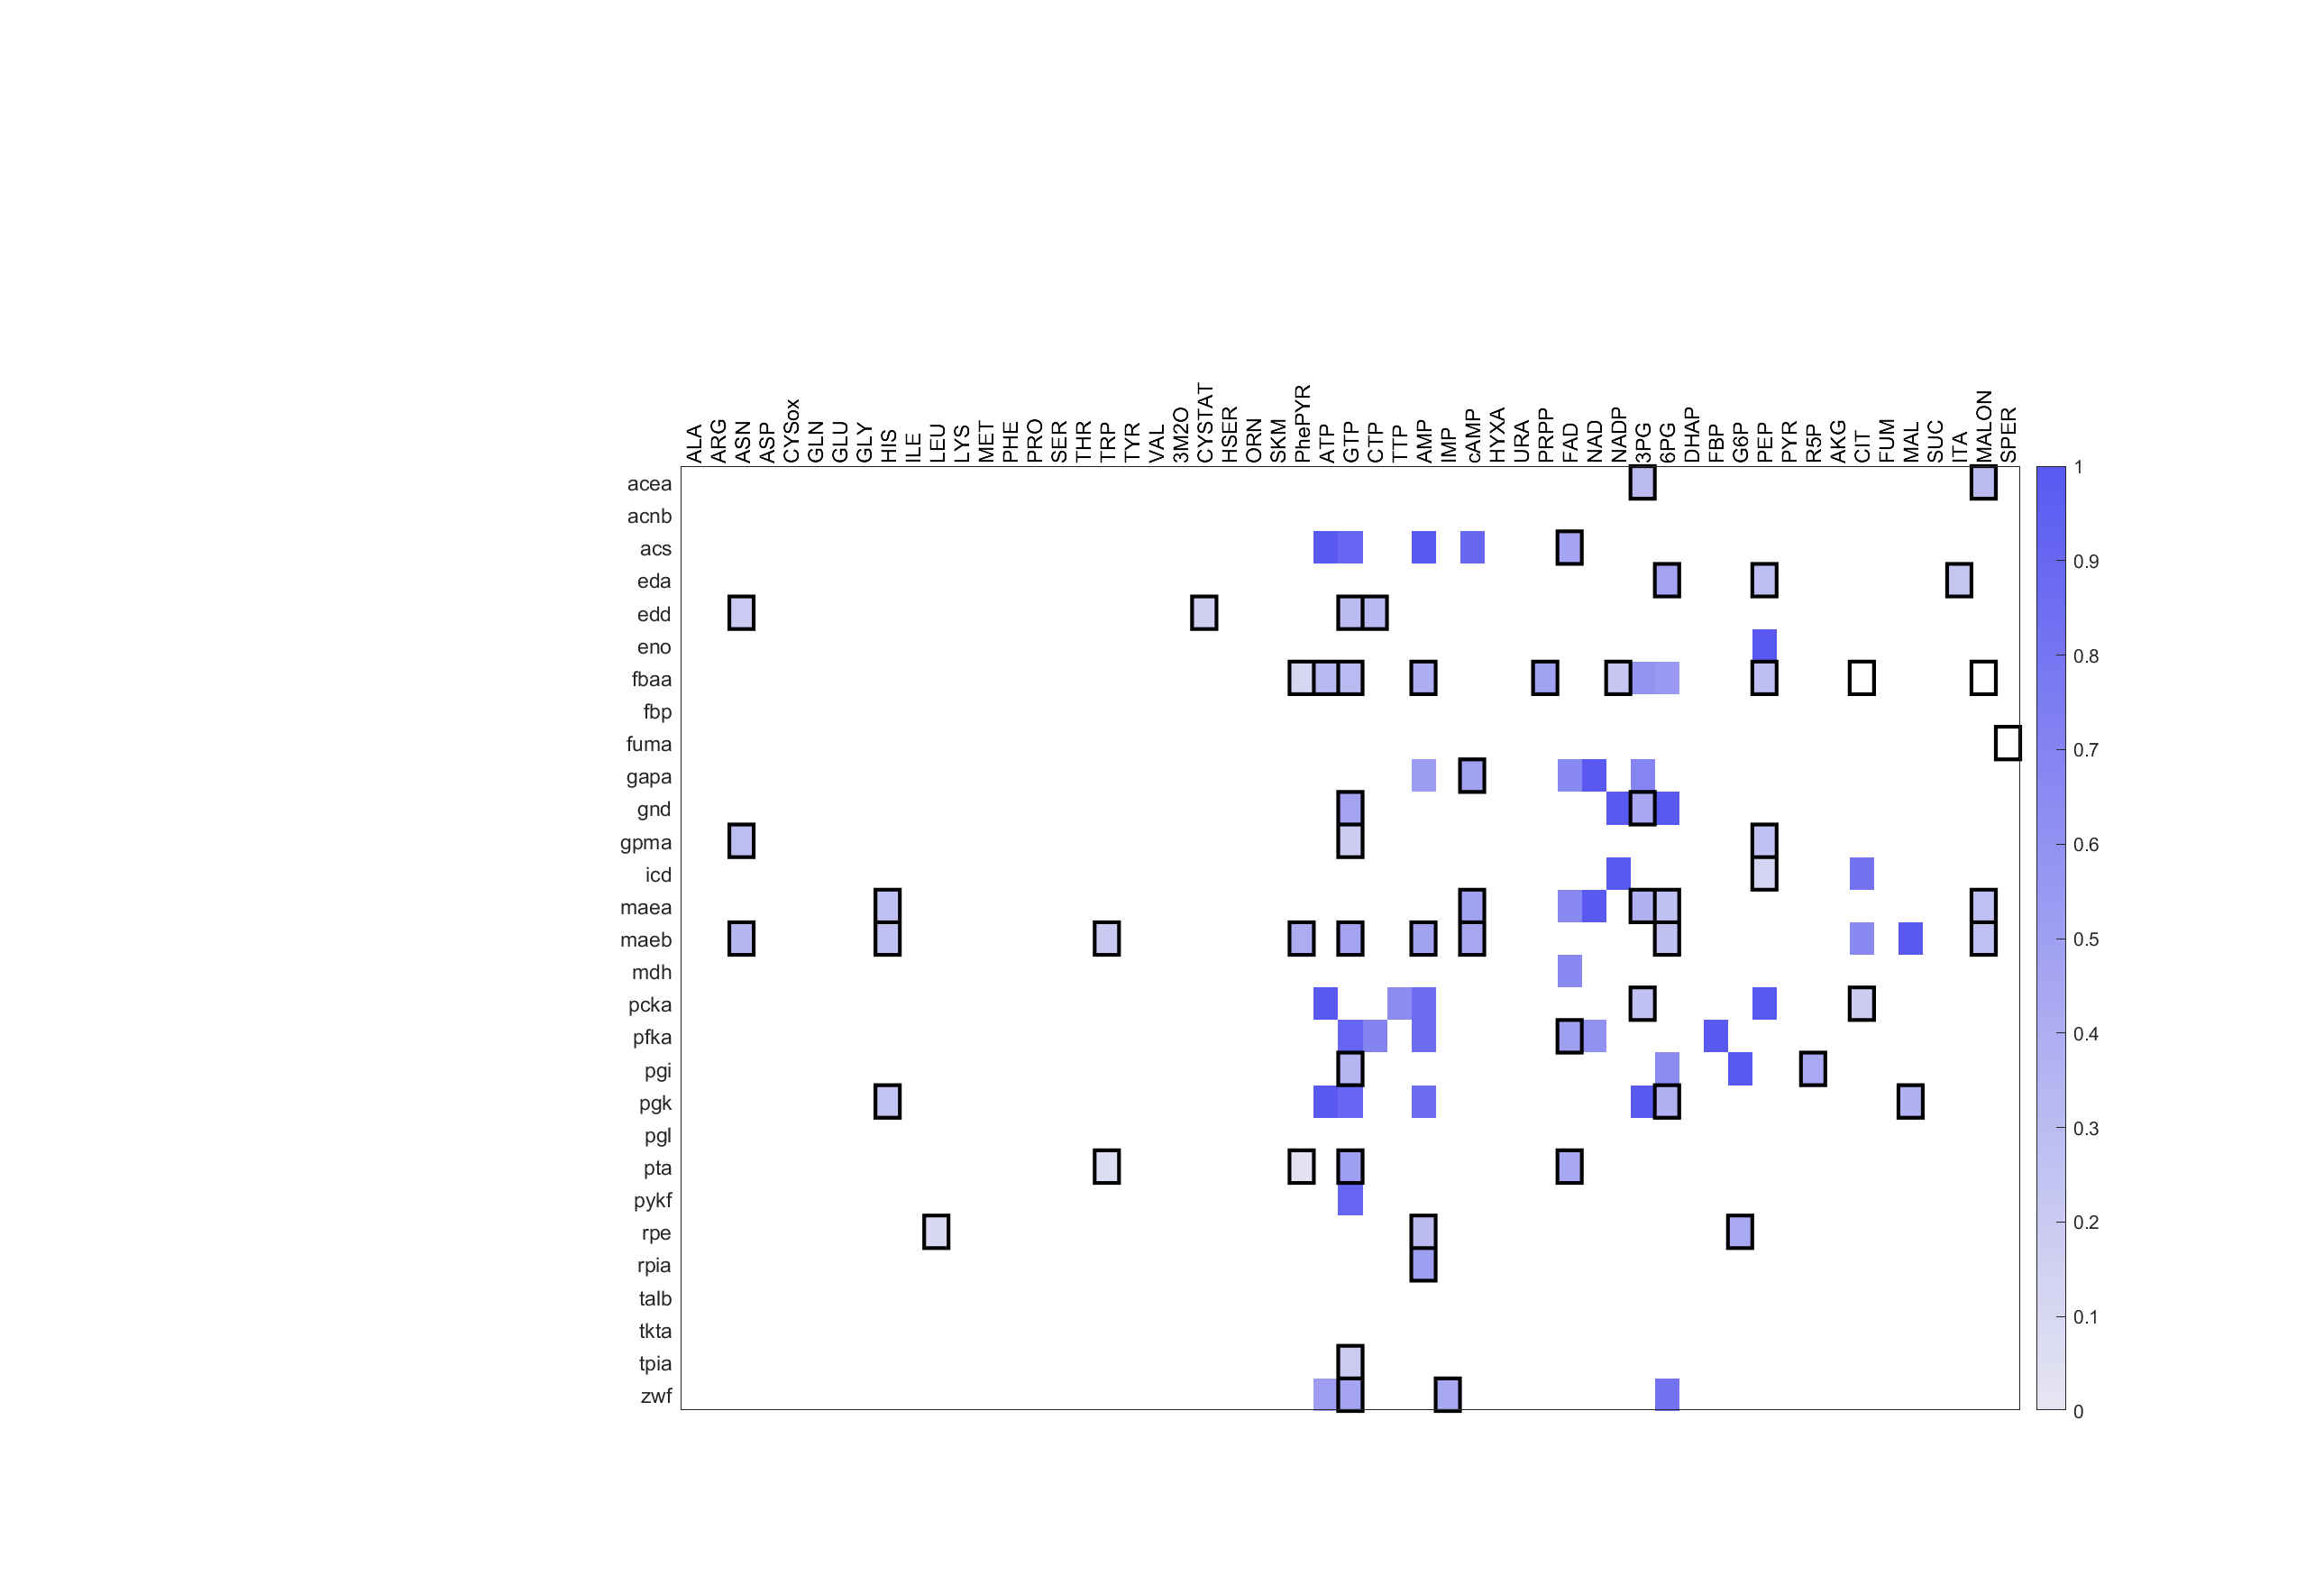 ALA
ARG
ASN
ASP
CYSox
GLN
GLU
GLY
HIS
ILE
LEU
LYS
MET
PHE
PRO
SER
THR
TRP
TYR
VAL
3M2O
CYSTAT
HSER
ORN
SKM
PhePYR
ATP
GTP
CTP
TTP
AMP
IMP
cAMP
HYXA
URA
PRPP
FAD
NAD
NADP
3PG
6PG
DHAP
FBP
G6P
PEP
PYR
R5P
AKG
CIT
FUM
MAL
SUC
ITA
MALON
SPER
acea
acnb
acs
eda
edd
eno
fbaa
fbp
fuma
gapa
gnd
gpma
icd
maea
maeb
mdh
pcka
pfka
pgi
pgk
pgl
pta
pykf
rpe
rpia
talb
tkta
tpia
zwf
1
0.9
0.8
0.7
0.6
0.5
0.4
0.3
0.2
0.1
0